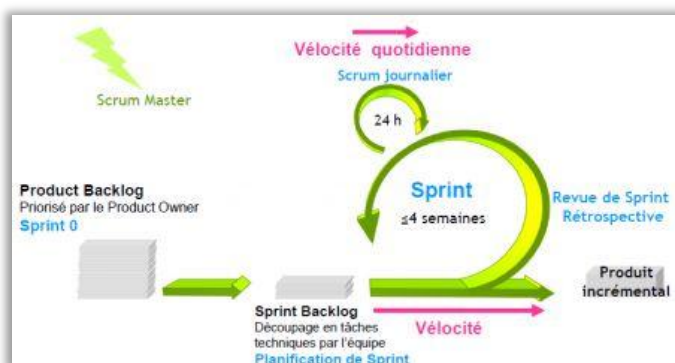 Vélocité quotidienne
Scrum journalier
Scrum Master
24 h
Product Backlog
Priorisé par le Product Owner
Sprint 0
Sprint
≤4 semaines
Revue de Sprint
Rétrospective
Produit
incrémental
Sprint Backlog
Découpage en tâches
techniques par l'équipe
Planification de Sprint
Vélocité